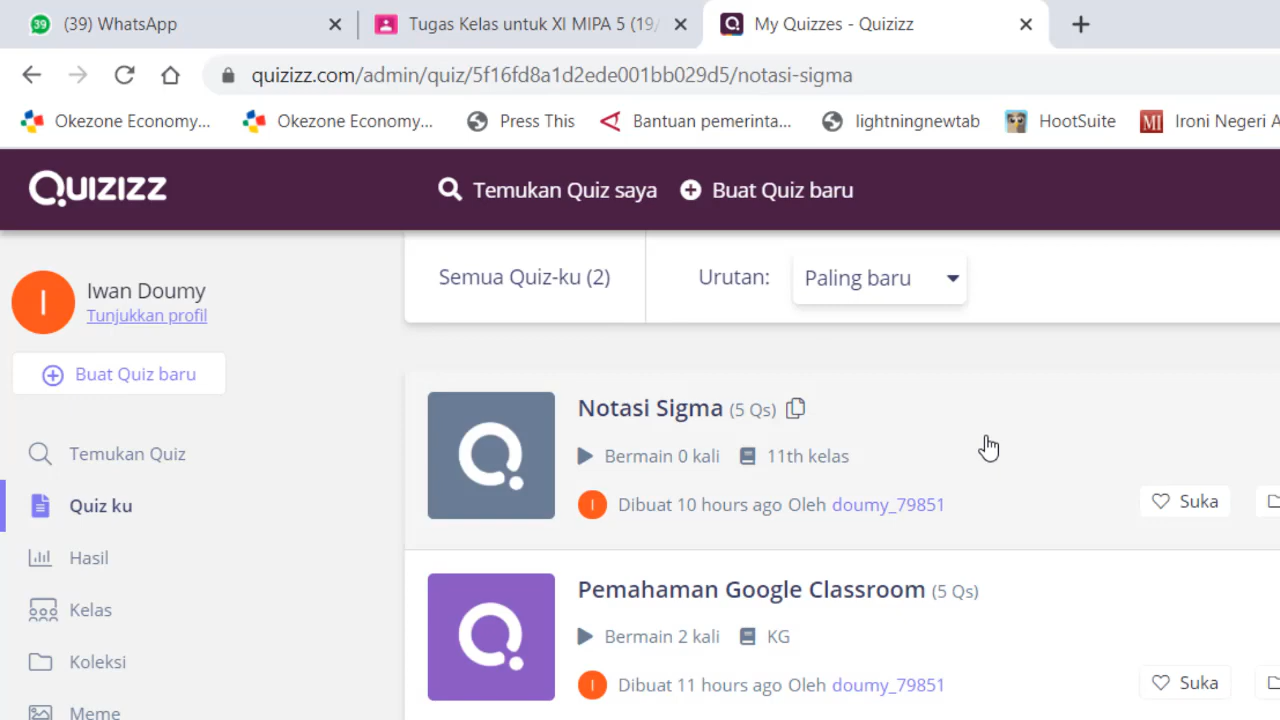 39 (39) WhatsApp
Tugas Kelas untuk XI MIPA 5 (19/
My Quizzes - Quizizz
quizizz.com/admin/quiz/5f16fd8a1d2ede001bb029d5/notasi-sigma
Okezone Economy... Okezone Economy... Press This Bantuan pemerinta... lightningnewtab HootSuite MI Ironi Negeri A
QUIZIZZ Temukan Quiz saya Buat Quiz baru
Semua Quiz-ku (2) Urutan: Paling baru
I Iwan Doumy
Tunjukkan profil
Buat Quiz baru
Temukan Quiz
Quiz ku
Hasil
Kelas
Koleksi
Meme
Notasi Sigma (5 Qs)
Bermain 0 kali 11th kelas
I Dibuat 10 hours ago Oleh doumy_79851
Suka
Pemahaman Google Classroom (5 Qs)
Bermain 2 kali KG
I Dibuat 11 hours ago Oleh doumy_79851
Suka